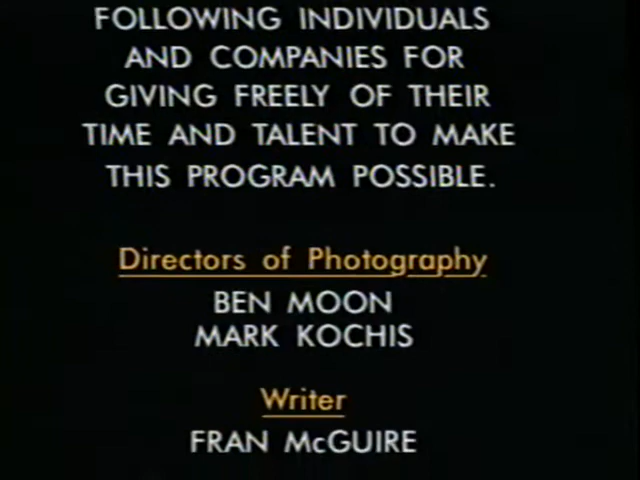 FOLLOWING INDIVIDUALS
AND COMPANIES FOR
GIVING FREELY OF THEIR
TIME AND TALENT TO MAKE
THIS PROGRAM POSSIBLE.
Directors of Photography
BEN MOON
MARK KOCHIS
Writer
FRAN McGUIRE